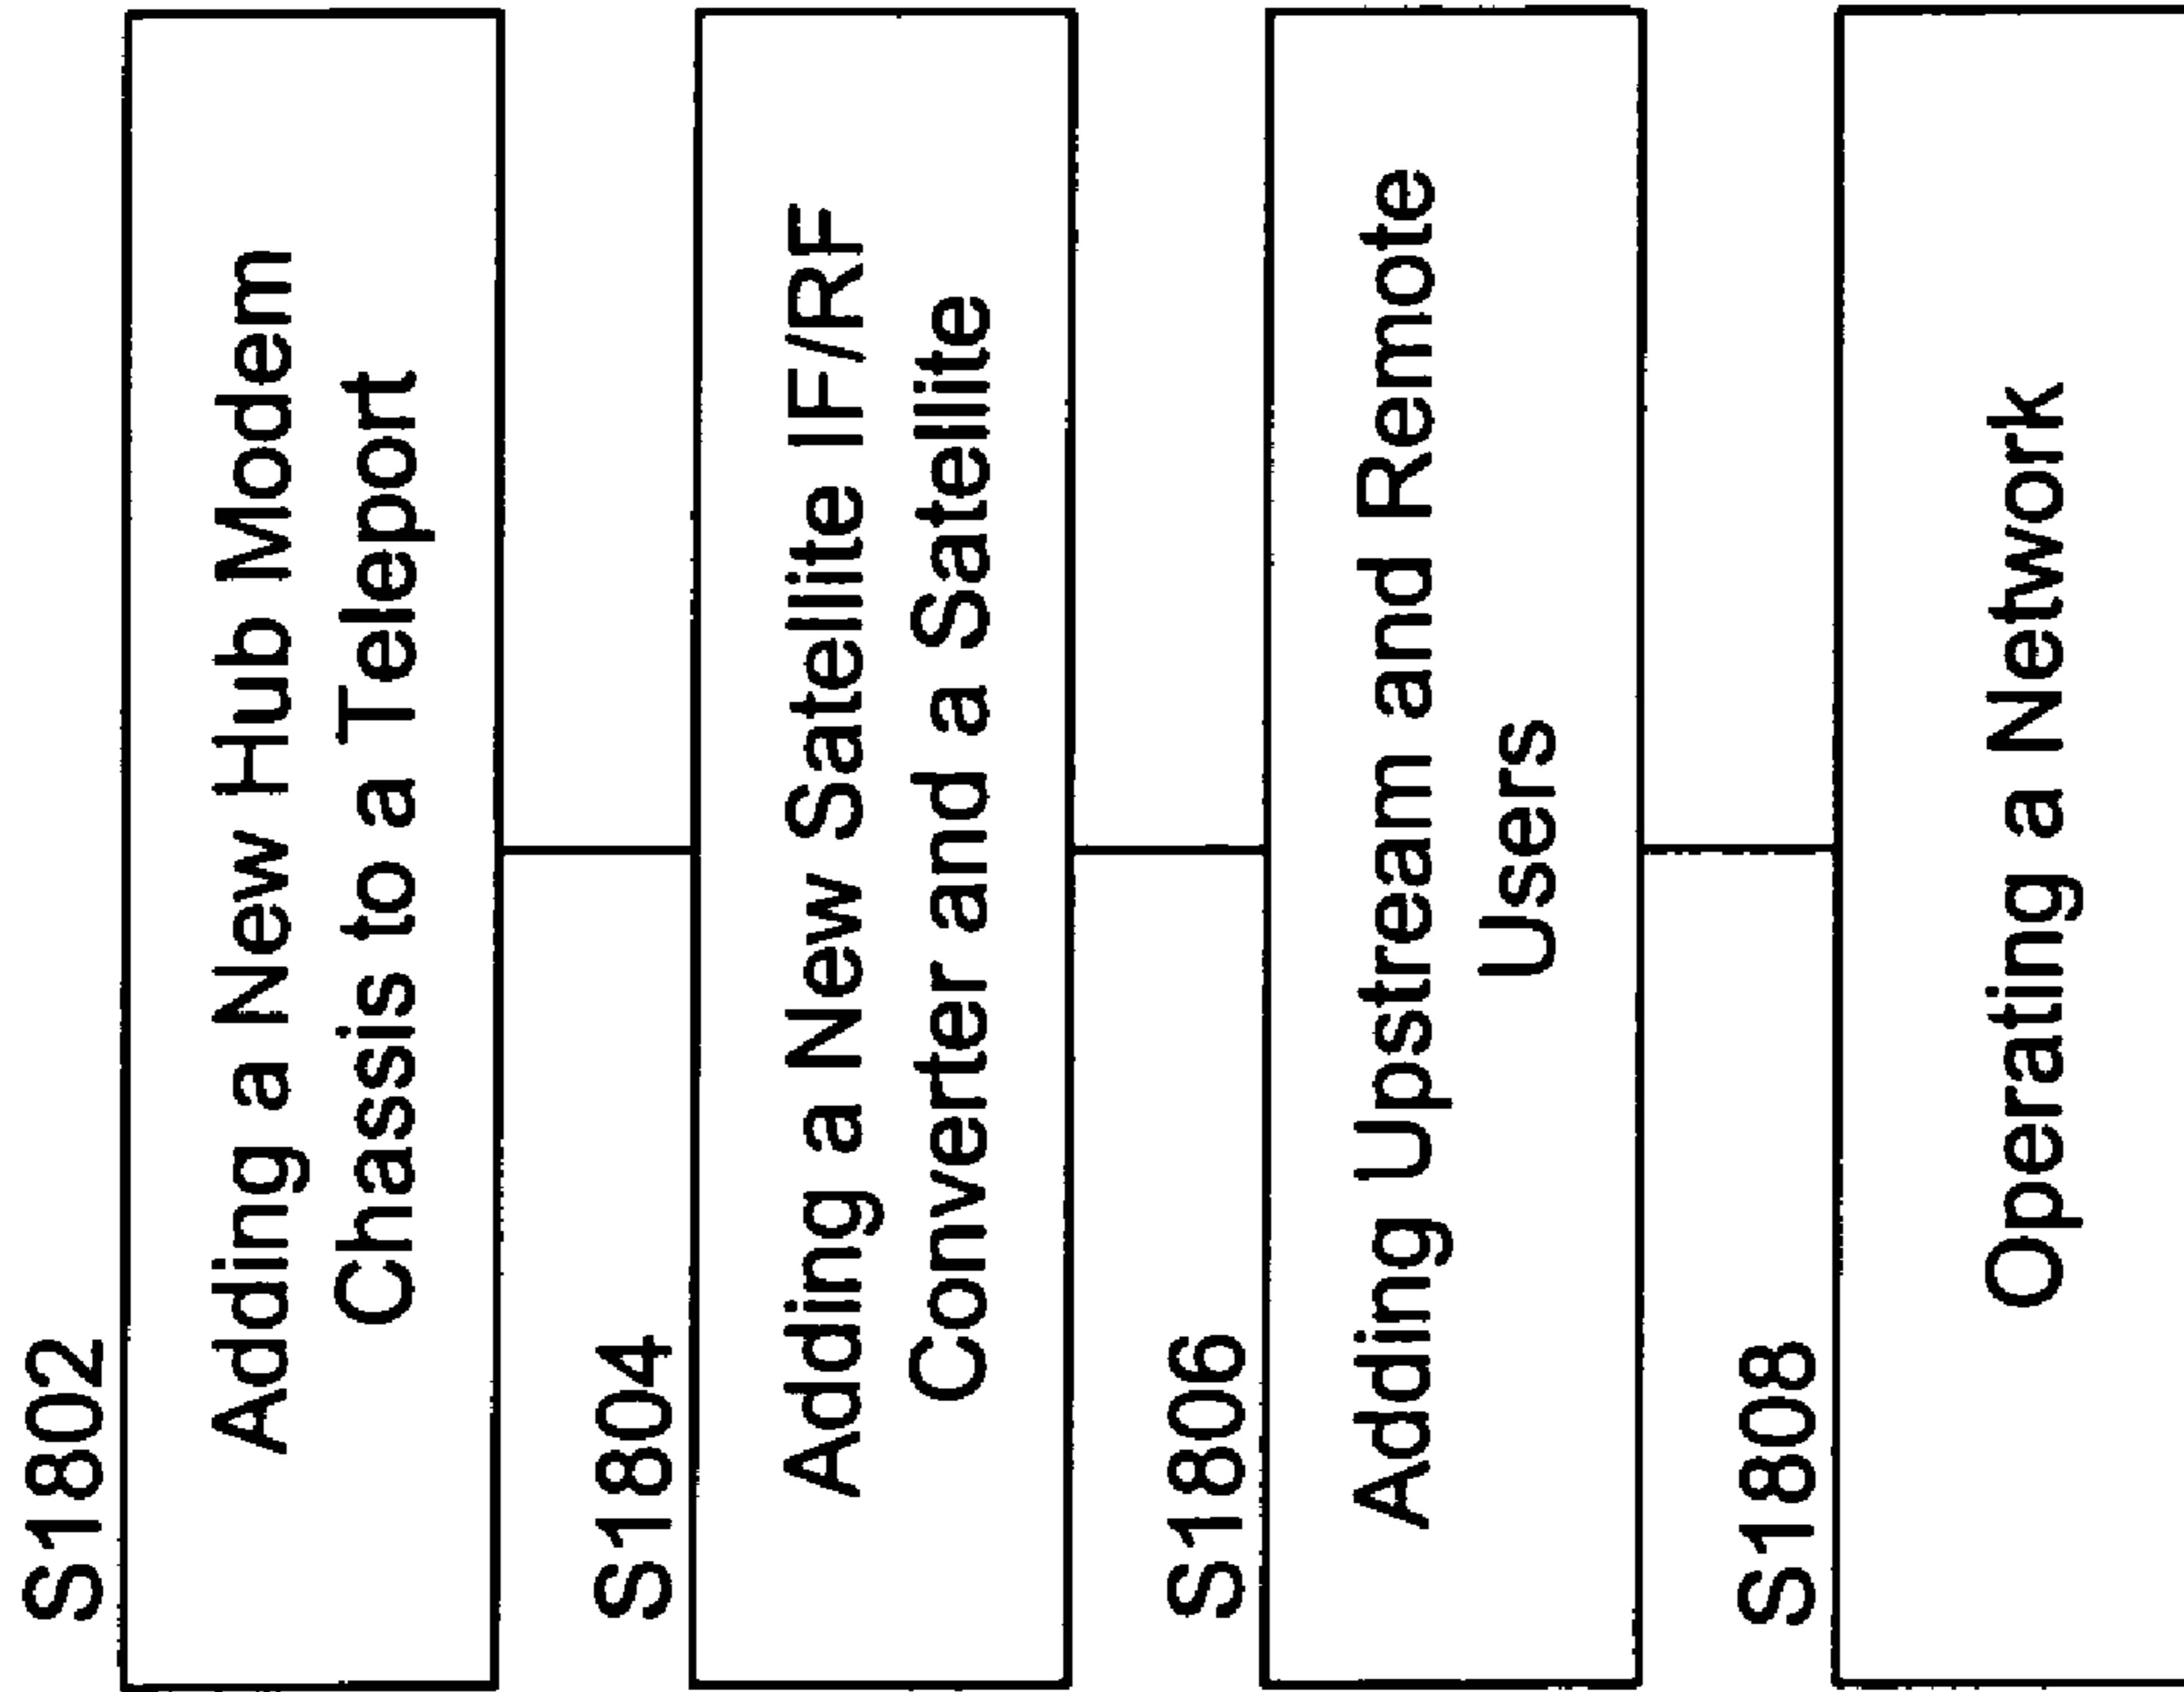 S1802
Adding a New Hub Modem
Chassis to a Teleport
S1804
Adding a New Satellite IF/RF
Converter and a Satellite
S1806
Adding Upstream and Remote
Users
S1808
Operating a Network